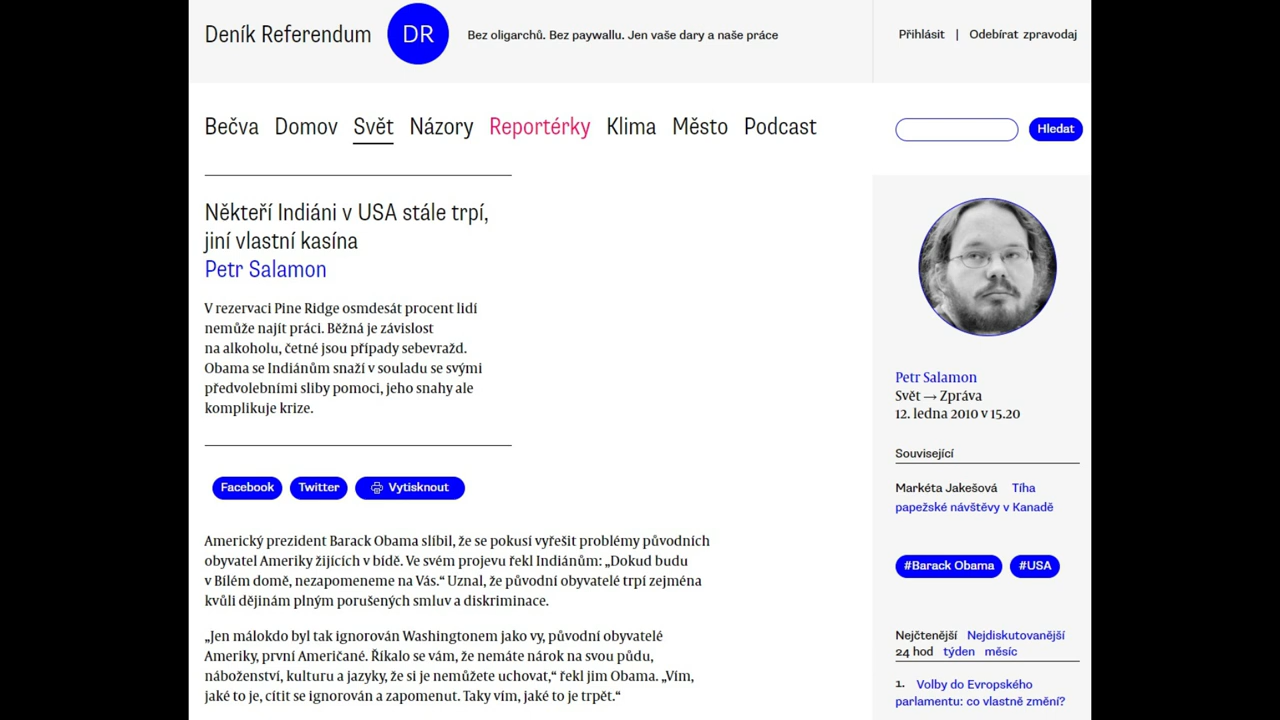 Deník Referendum
DR
Bez oligarchů. Bez paywallu. Jen vaše dary a naše práce
Přihlásit | Odebírat zpravodaj
Bečva Domov Svět Názory Reportérky Klima Město Podcast
Hledat
Někteří Indiáni v USA stále trpí,
jiní vlastní kasína
Petr Salamon
V rezervaci Pine Ridge osmdesát procent lidí
nemůže najít práci. Běžná je závislost
na alkoholu, četné jsou případy sebevražd.
Obama se Indiánům snaží v souladu se svými
předvolebními sliby pomoci, jeho snahy ale
komplikuje krize.
Facebook Twitter Vytisknout
Americký prezident Barack Obama slíbil, že se pokusí vyřešit problémy původních
obyvatel Ameriky žijících v bídě. Ve svém projevu řekl Indiánům: „Dokud budu
v Bílém domě, nezapomeneme na Vás.“ Uznal, že původní obyvatelé trpí zejména
kvůli dějinám plným porušených smluv a diskriminace.
„Jen málokdo byl tak ignorován Washingtonem jako vy, původní obyvatelé
Ameriky, první Američané. Říkalo se vám, že nemáte nárok na svou půdu,
náboženství, kulturu a jazyky, že si je nemůžete uchovat,“ řekl jim Obama. „Vím,
jaké to je, cítit se ignorován a zapomenut. Taky vím, jaké to je trpět.“
Petr Salamon
Svět → Zpráva
12. ledna 2010 v 15.20
Související
Markéta Jakešová Tíha
papežské návštěvy v Kanadě
#Barack Obama #USA
Nejčtenější Nejdiskutovanější
24 hod týden měsíc
1. Volby do Evropského
parlamentu: co vlastně změní?